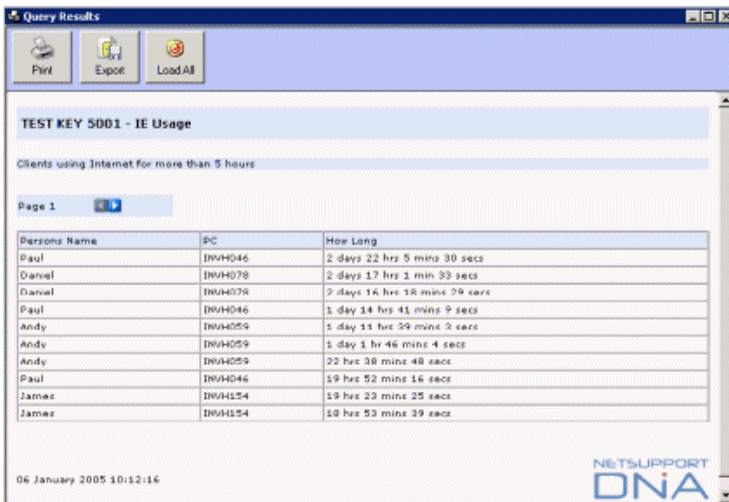 Query Results
Print Export Load All
TEST KEY 5001 - IE Usage
Clients using Internet for more than 5 hours
Page 1
Persons Name PC How Long
Paul INVH046 2 days 22 hrs 5 mins 30 secs
Daniel INVH078 2 days 17 hrs 1 min 33 secs
Daniel INVH078 2 days 16 hrs 18 mins 29 secs
Paul INVH046 1 day 14 hrs 41 mins 9 secs
Andy INVH059 1 day 11 hrs 39 mins 3 secs
Andy INVH059 1 day 1 hr 46 mins 4 secs
Andy INVH059 22 hrs 38 mins 48 secs
Paul INVH046 19 hrs 52 mins 16 secs
James INVH154 19 hrs 23 mins 25 secs
James INVH154 18 hrs 53 mins 39 secs
06 January 2005 10:12:16
NETSUPPORT
DNA